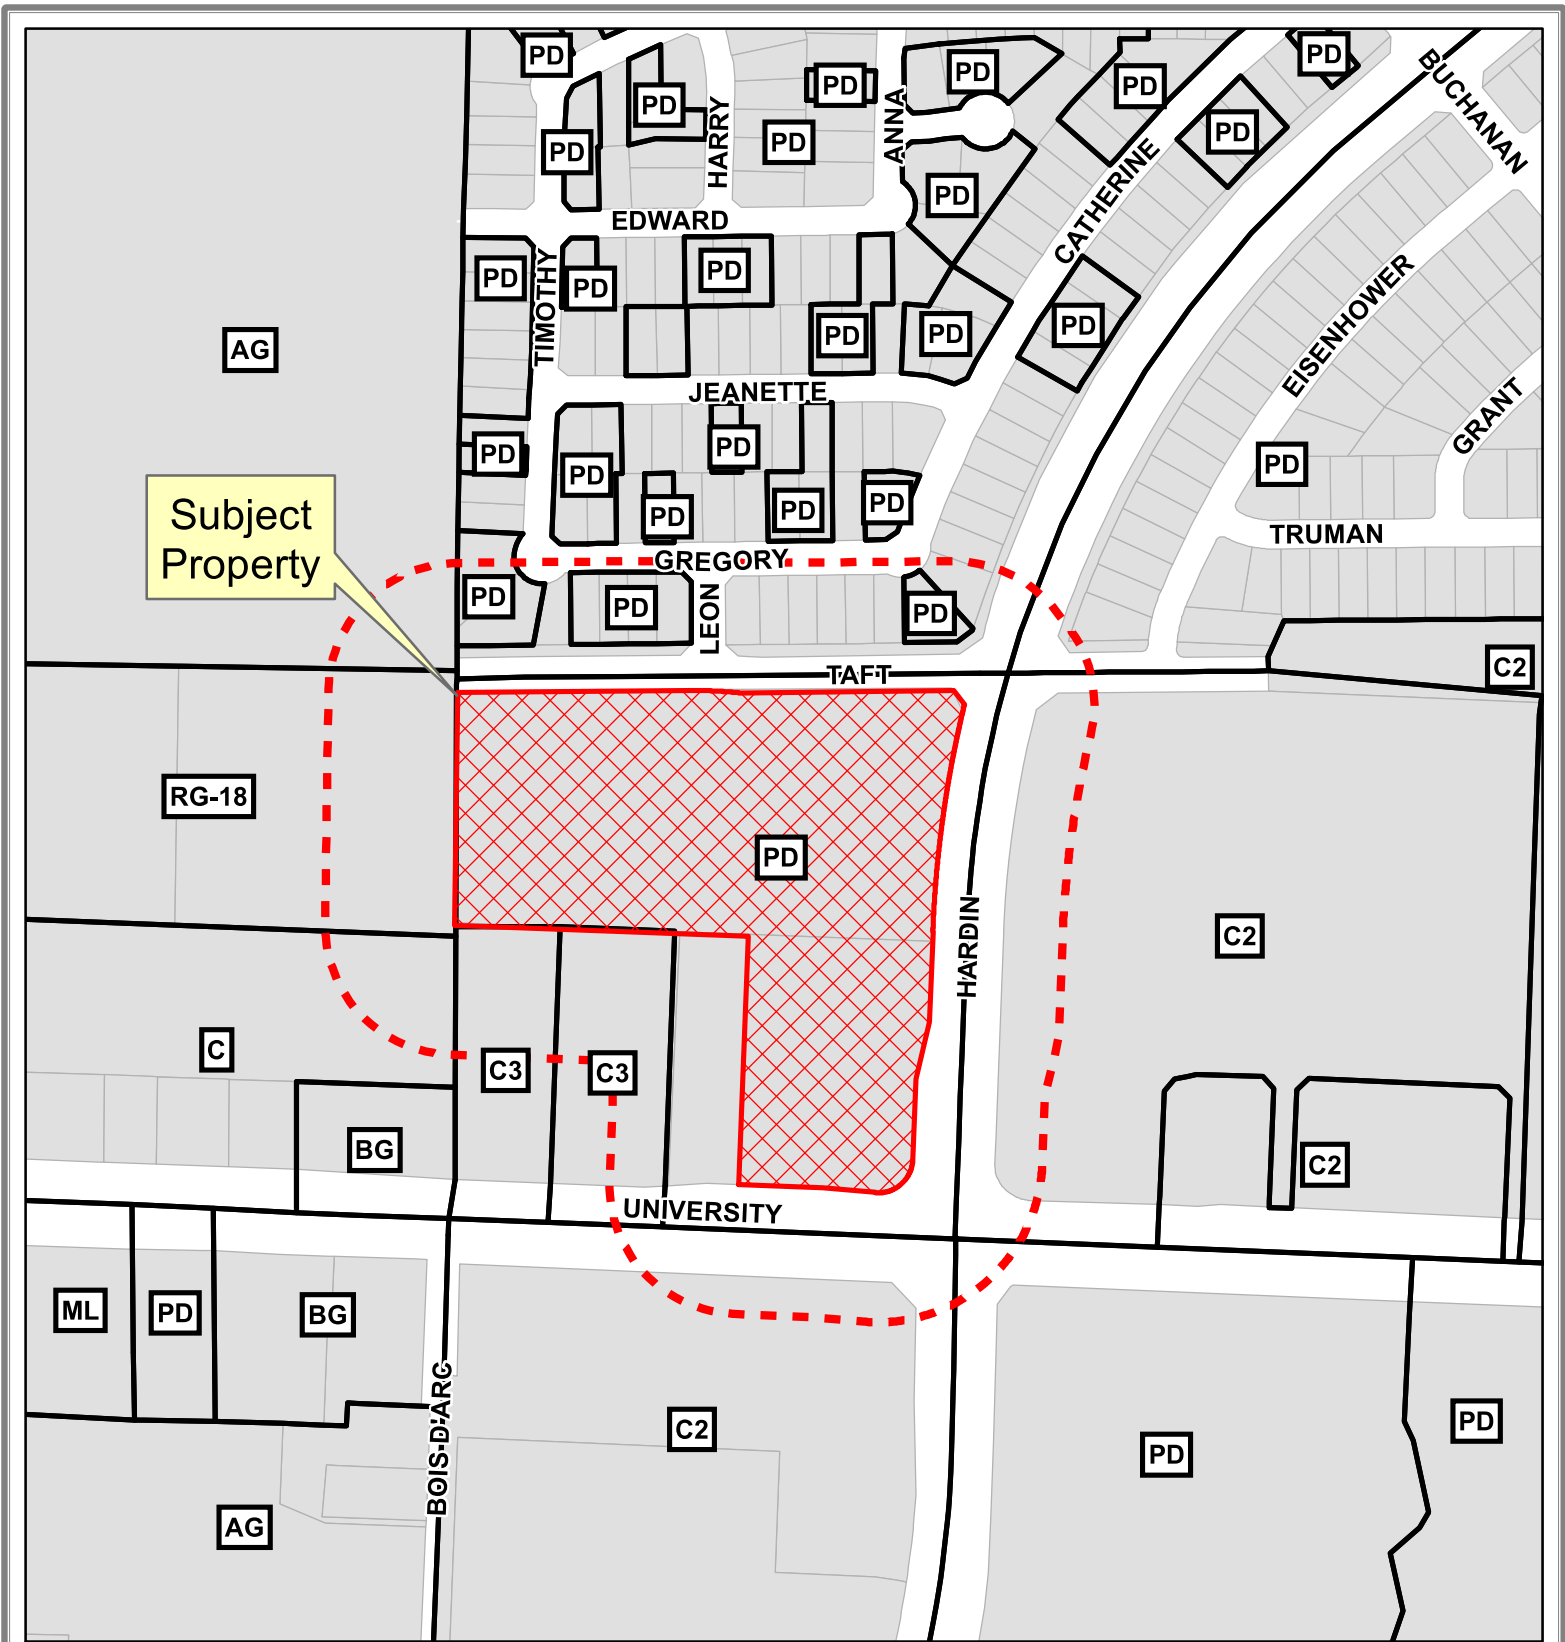 PD
PD
PD
PD
PD
PD
PD
PD
HARRY
ANNA
BUCHANAN
PD
PD
PD
EDWARD
CATHERINE
PD
PD
PD
TIMOTHY
PD
PD
PD
EISENHOWER
AG
JEANETTE
GRANT
PD
PD
PD
PD
PD
PD
PD
Subject
Property
TRUMAN
GREGORY
PD
PD
LEON
PD
TAFT
C2
RG-18
PD
HARDIN
C2
C
C3
C3
BG
C2
UNIVERSITY
ML
PD
BG
BOIS D'ARC
C2
PD
PD
AG